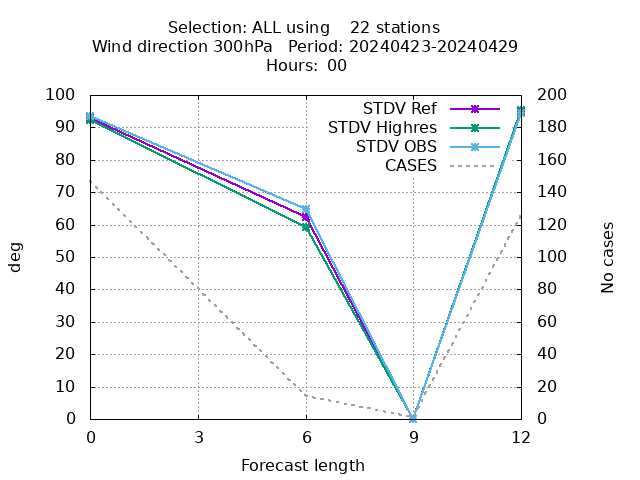 Selection: ALL using    22 stations
Wind direction 300hPa   Period: 20240423-20240429
Hours: 00
STDV Ref
STDV Highres
STDV OBS
CASES
deg
No cases
100
90
80
70
60
50
40
30
20
10
0
200
180
160
140
120
100
80
60
40
20
0
0 3 6 9 12
Forecast length